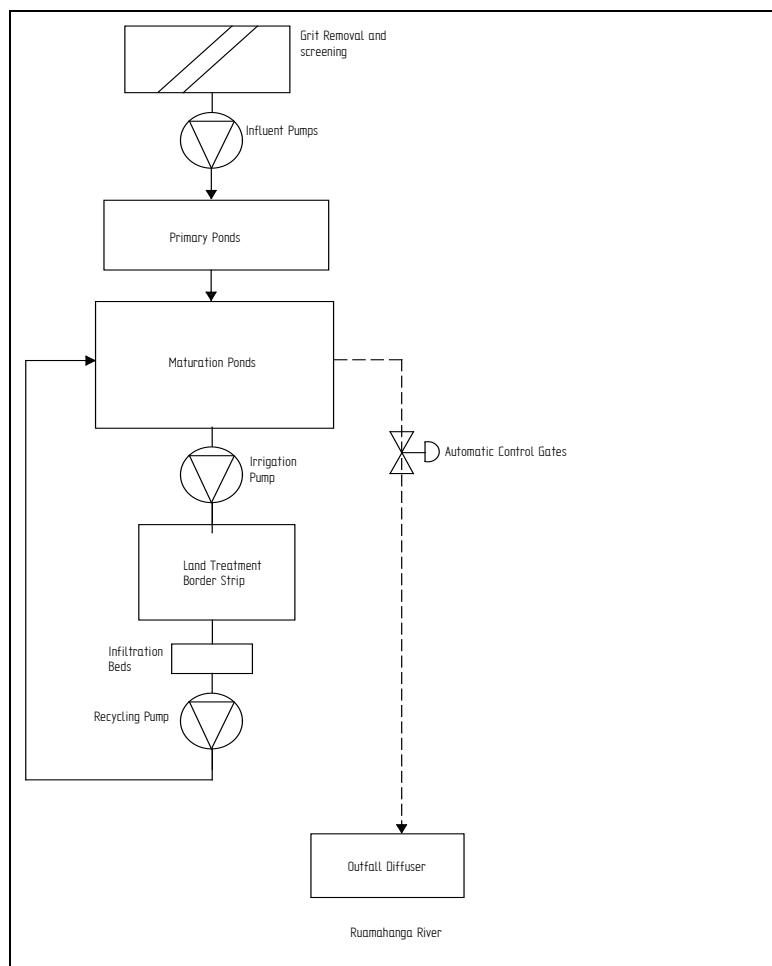 Grit Removal and
screening
Influent Pumps
Primary Ponds
Maturation Ponds
Automatic Control Gates
Irrigation
Pump
Land Treatment
Border Strip
Infiltration
Beds
Recycling Pump
Outfall Diffuser
Ruamahanga River